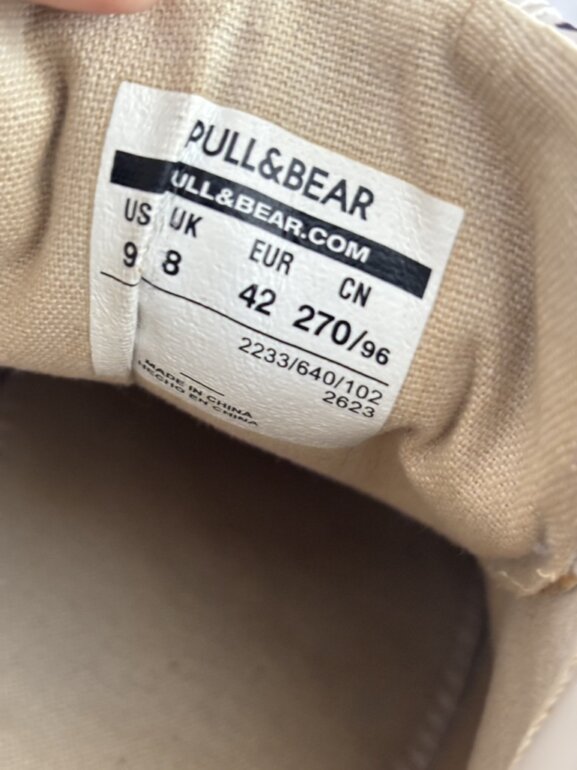 PULL&BEAR
ULL&BEAR.COM
US UK EUR CN
9 8 42 270/96
2233/640/102
2623
MADE IN CHINA
HECHO EN CHINA